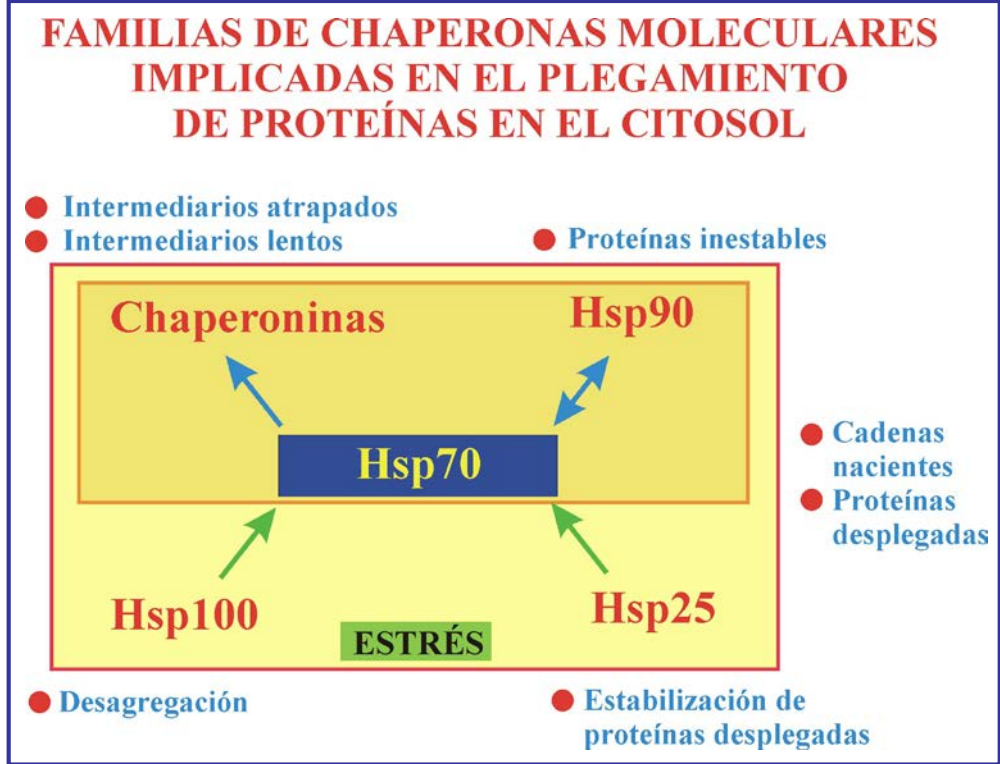 FAMILIAS DE CHAPERONAS MOLECULARES
IMPLICADAS EN EL PLEGAMIENTO
DE PROTEÍNAS EN EL CITOSOL
Intermediarios atrapados
Intermediarios lentos
Proteínas inestables
Chaperoninas
Hsp90
Hsp70
Cadenas
nacientes
Proteínas
desplegadas
Hsp100
Hsp25
ESTRÉS
Desagregación
Estabilización de
proteínas desplegadas